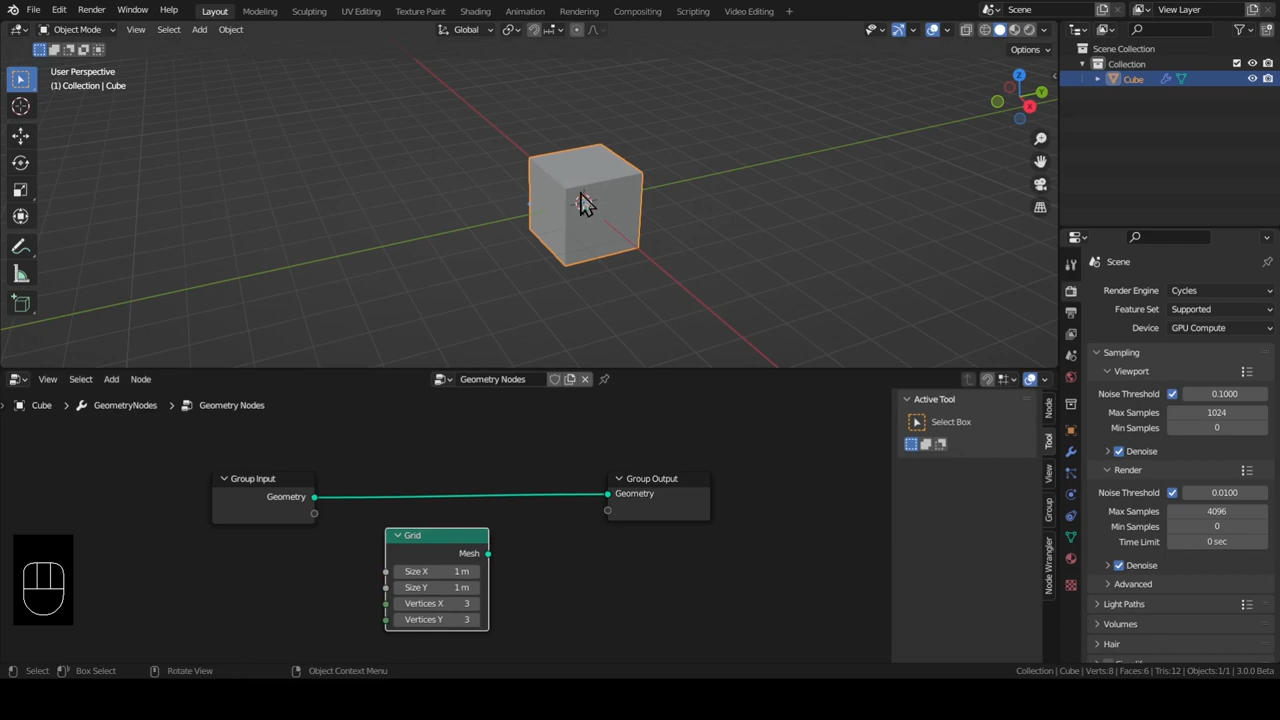 File Edit Render Window Help Layout Modeling Sculpting UV Editing Texture Paint Shading Animation Rendering Compositing Scripting Video Editing + Scene View Layer
Object Mode View Select Add Object Global
Options
User Perspective
(1) Collection | Cube
Z
Y
X
Scene Collection
Collection
Cube
Scene
Render Engine Cycles
Feature Set Supported
Device GPU Compute
Sampling
Viewport
Noise Threshold 0.1000
Max Samples 1024
Min Samples 0
Denoise
Render
Noise Threshold 0.0100
Max Samples 4096
Min Samples 0
Time Limit 0 sec
Denoise
Advanced
Light Paths
Volumes
Hair
View Select Add Node Geometry Nodes
Cube GeometryNodes Geometry Nodes
Active Tool
Select Box
Node
Tool
View
Group
Node Wrangler
Group Input
Geometry
Group Output
Geometry
Grid
Mesh
Size X 1 m
Size Y 1 m
Vertices X 3
Vertices Y 3
Select Box Select Rotate View Object Context Menu Collection | Cube | Verts:8 | Faces:6 | Tris:12 | Objects:1/1 | 3.0.0 Beta